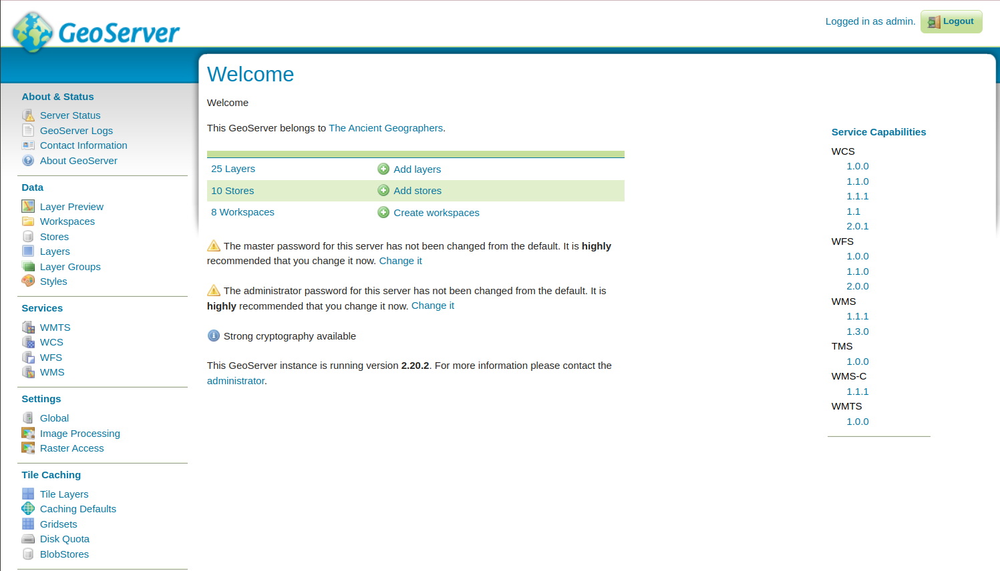 GeoServer
Logged in as admin.
Logout
About & Status
Server Status
GeoServer Logs
Contact Information
About GeoServer
Data
Layer Preview
Workspaces
Stores
Layers
Layer Groups
Styles
Services
WMTS
WCS
WFS
WMS
Settings
Global
Image Processing
Raster Access
Tile Caching
Tile Layers
Caching Defaults
Gridsets
Disk Quota
BlobStores
Welcome
Welcome
This GeoServer belongs to The Ancient Geographers.
25 Layers Add layers
10 Stores Add stores
8 Workspaces Create workspaces
The master password for this server has not been changed from the default. It is highly
recommended that you change it now. Change it
The administrator password for this server has not been changed from the default. It is
highly recommended that you change it now. Change it
Strong cryptography available
This GeoServer instance is running version 2.20.2. For more information please contact the
administrator.
Service Capabilities
WCS
1.0.0
1.1.0
1.1.1
1.1
2.0.1
WFS
1.0.0
1.1.0
2.0.0
WMS
1.1.1
1.3.0
TMS
1.0.0
WMS-C
1.1.1
WMTS
1.0.0